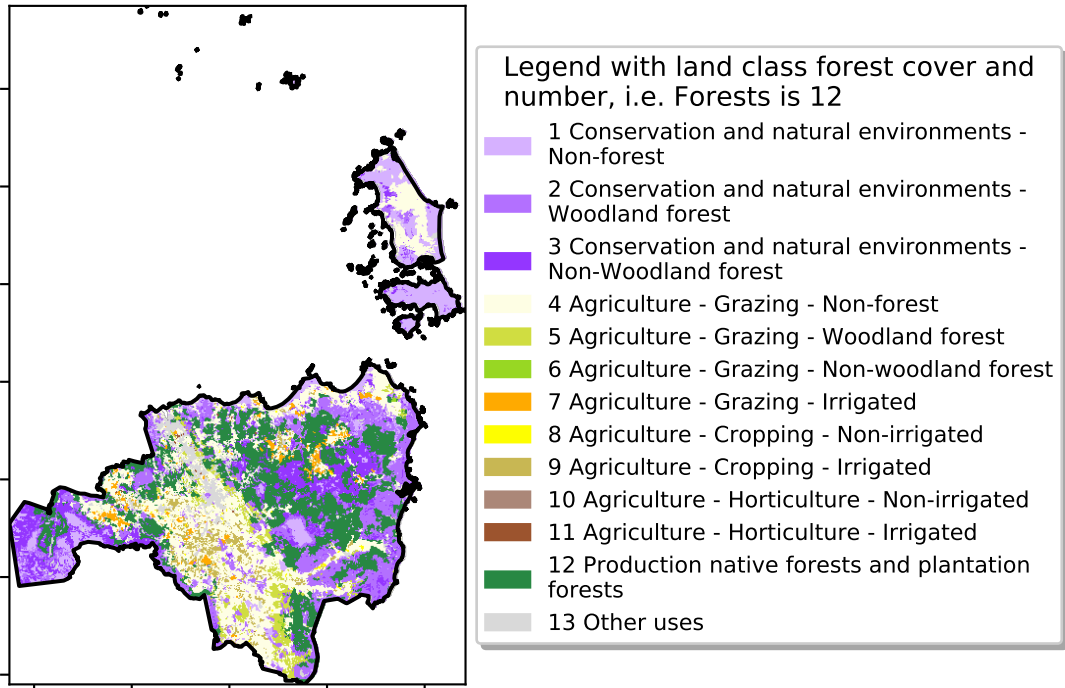 Legend with land class forest cover and
number, i.e. Forests is 12
1 Conservation and natural environments -
Non-forest
2 Conservation and natural environments -
Woodland forest
3 Conservation and natural environments -
Non-Woodland forest
4 Agriculture - Grazing - Non-forest
5 Agriculture - Grazing - Woodland forest
6 Agriculture - Grazing - Non-woodland forest
7 Agriculture - Grazing - Irrigated
8 Agriculture - Cropping - Non-irrigated
9 Agriculture - Cropping - Irrigated
10 Agriculture - Horticulture - Non-irrigated
11 Agriculture - Horticulture - Irrigated
12 Production native forests and plantation
forests
13 Other uses